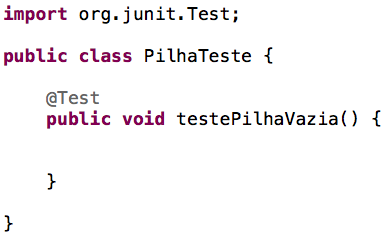 import org.junit.Test;
public class PilhaTeste {
@Test
public void testePilhaVazia() {
}
}